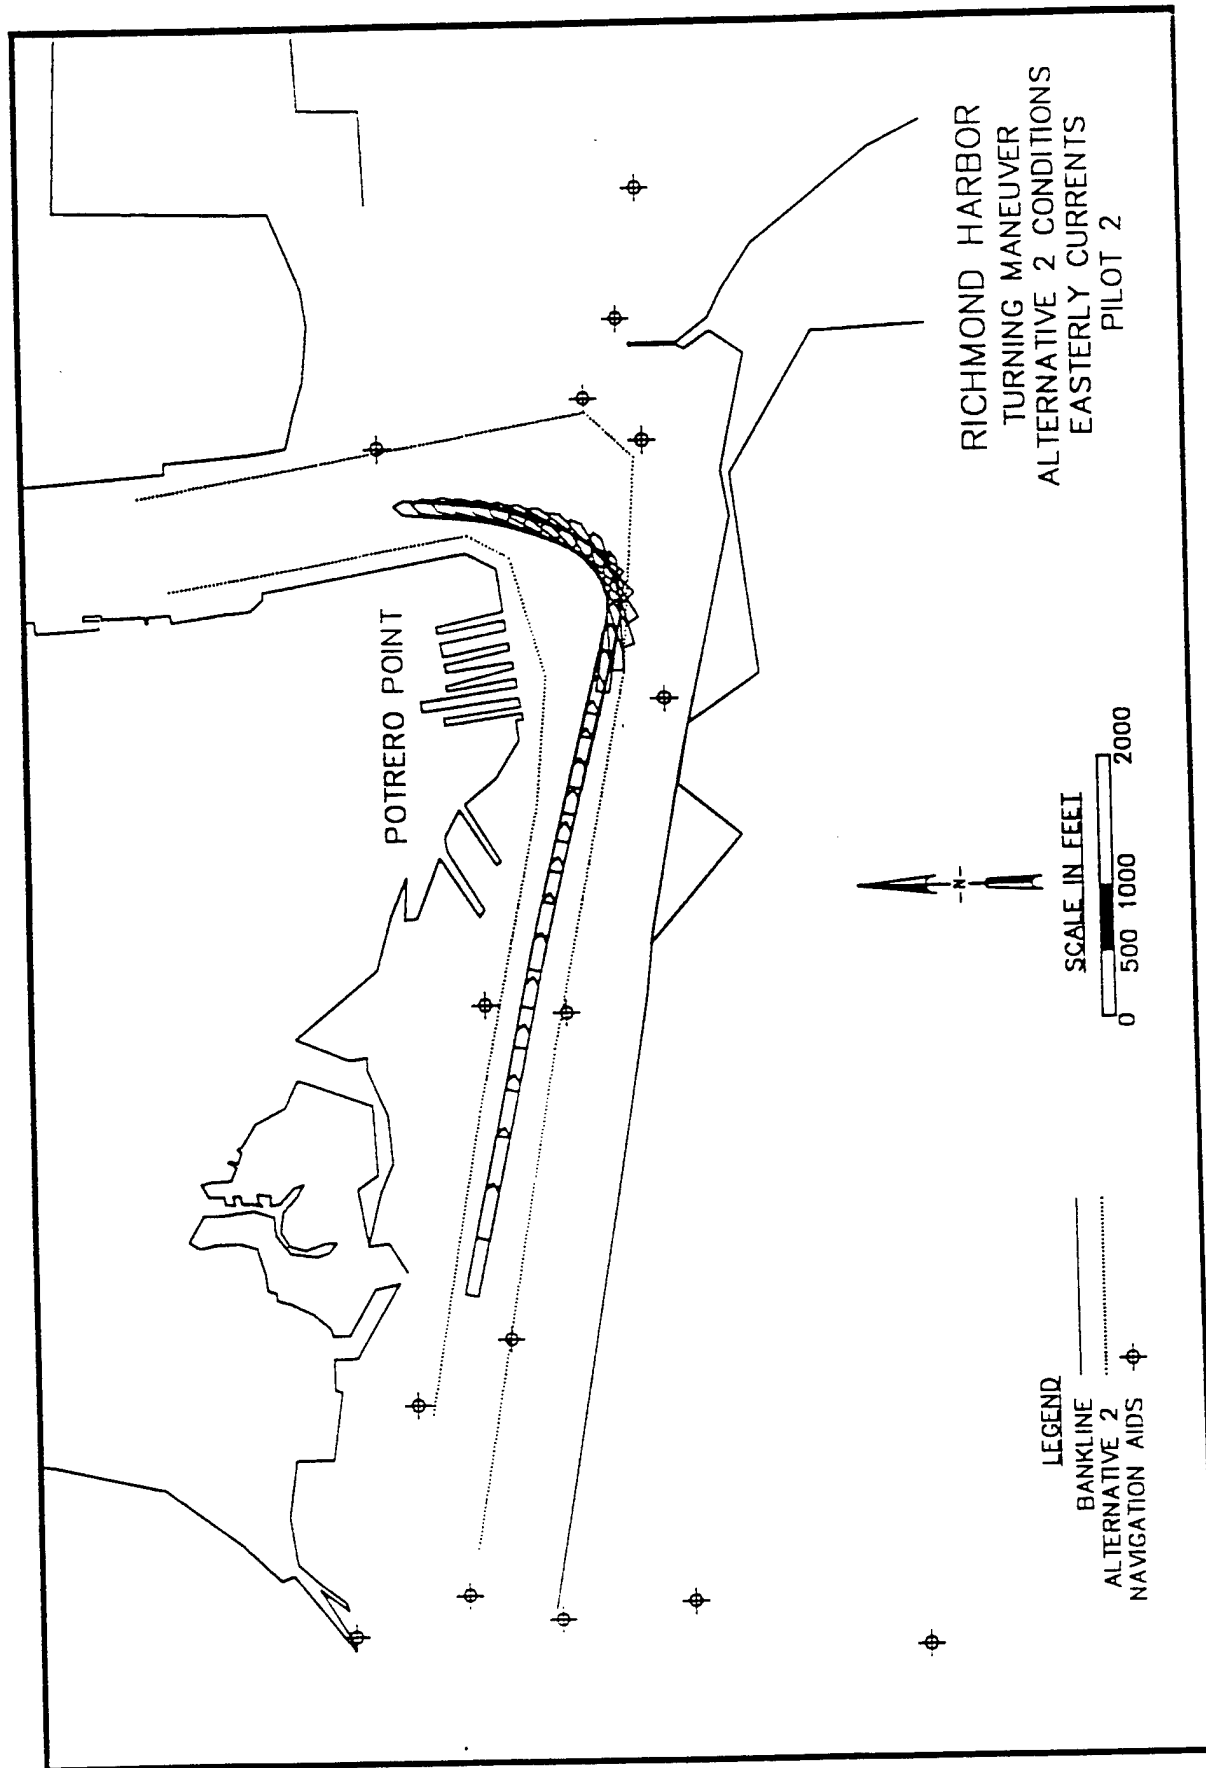 POTRERO POINT
RICHMOND HARBOR
TURNING MANEUVER
ALTERNATIVE 2 CONDITIONS
EASTERLY CURRENTS
PILOT 2
-N-
SCALE IN FEET
0 500 1000 2000
LEGEND
BANKLINE
ALTERNATIVE 2
NAVIGATION AIDS